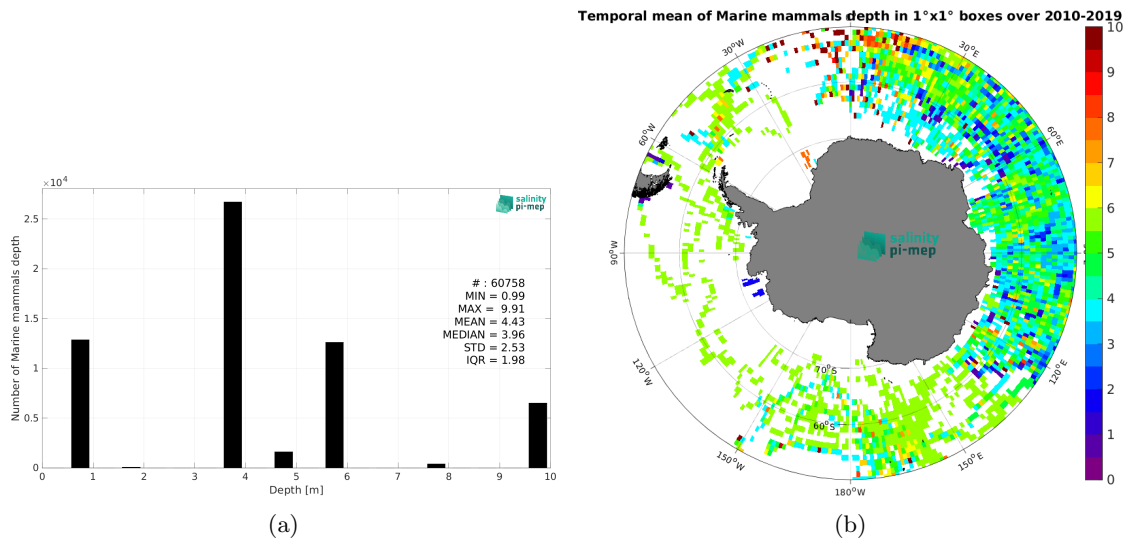 ×10⁴
2.5
2
1.5
1
0.5
0
0 1 2 3 4 5 6 7 8 9 10
Number of Marine mammals depth
Depth [m]
salinity
pi-mep
# : 60758
MIN = 0.99
MAX = 9.91
MEAN = 4.43
MEDIAN = 3.96
STD = 2.53
IQR = 1.98
(a)
Temporal mean of Marine mammals depth in 1°x1° boxes over 2010-2019
30°W
30°E
60°W
60°E
90°W
120°W
120°E
150°W
150°E
180°W
70°S
60°S
salinity
pi-mep
10
9
8
7
6
5
4
3
2
1
0
(b)